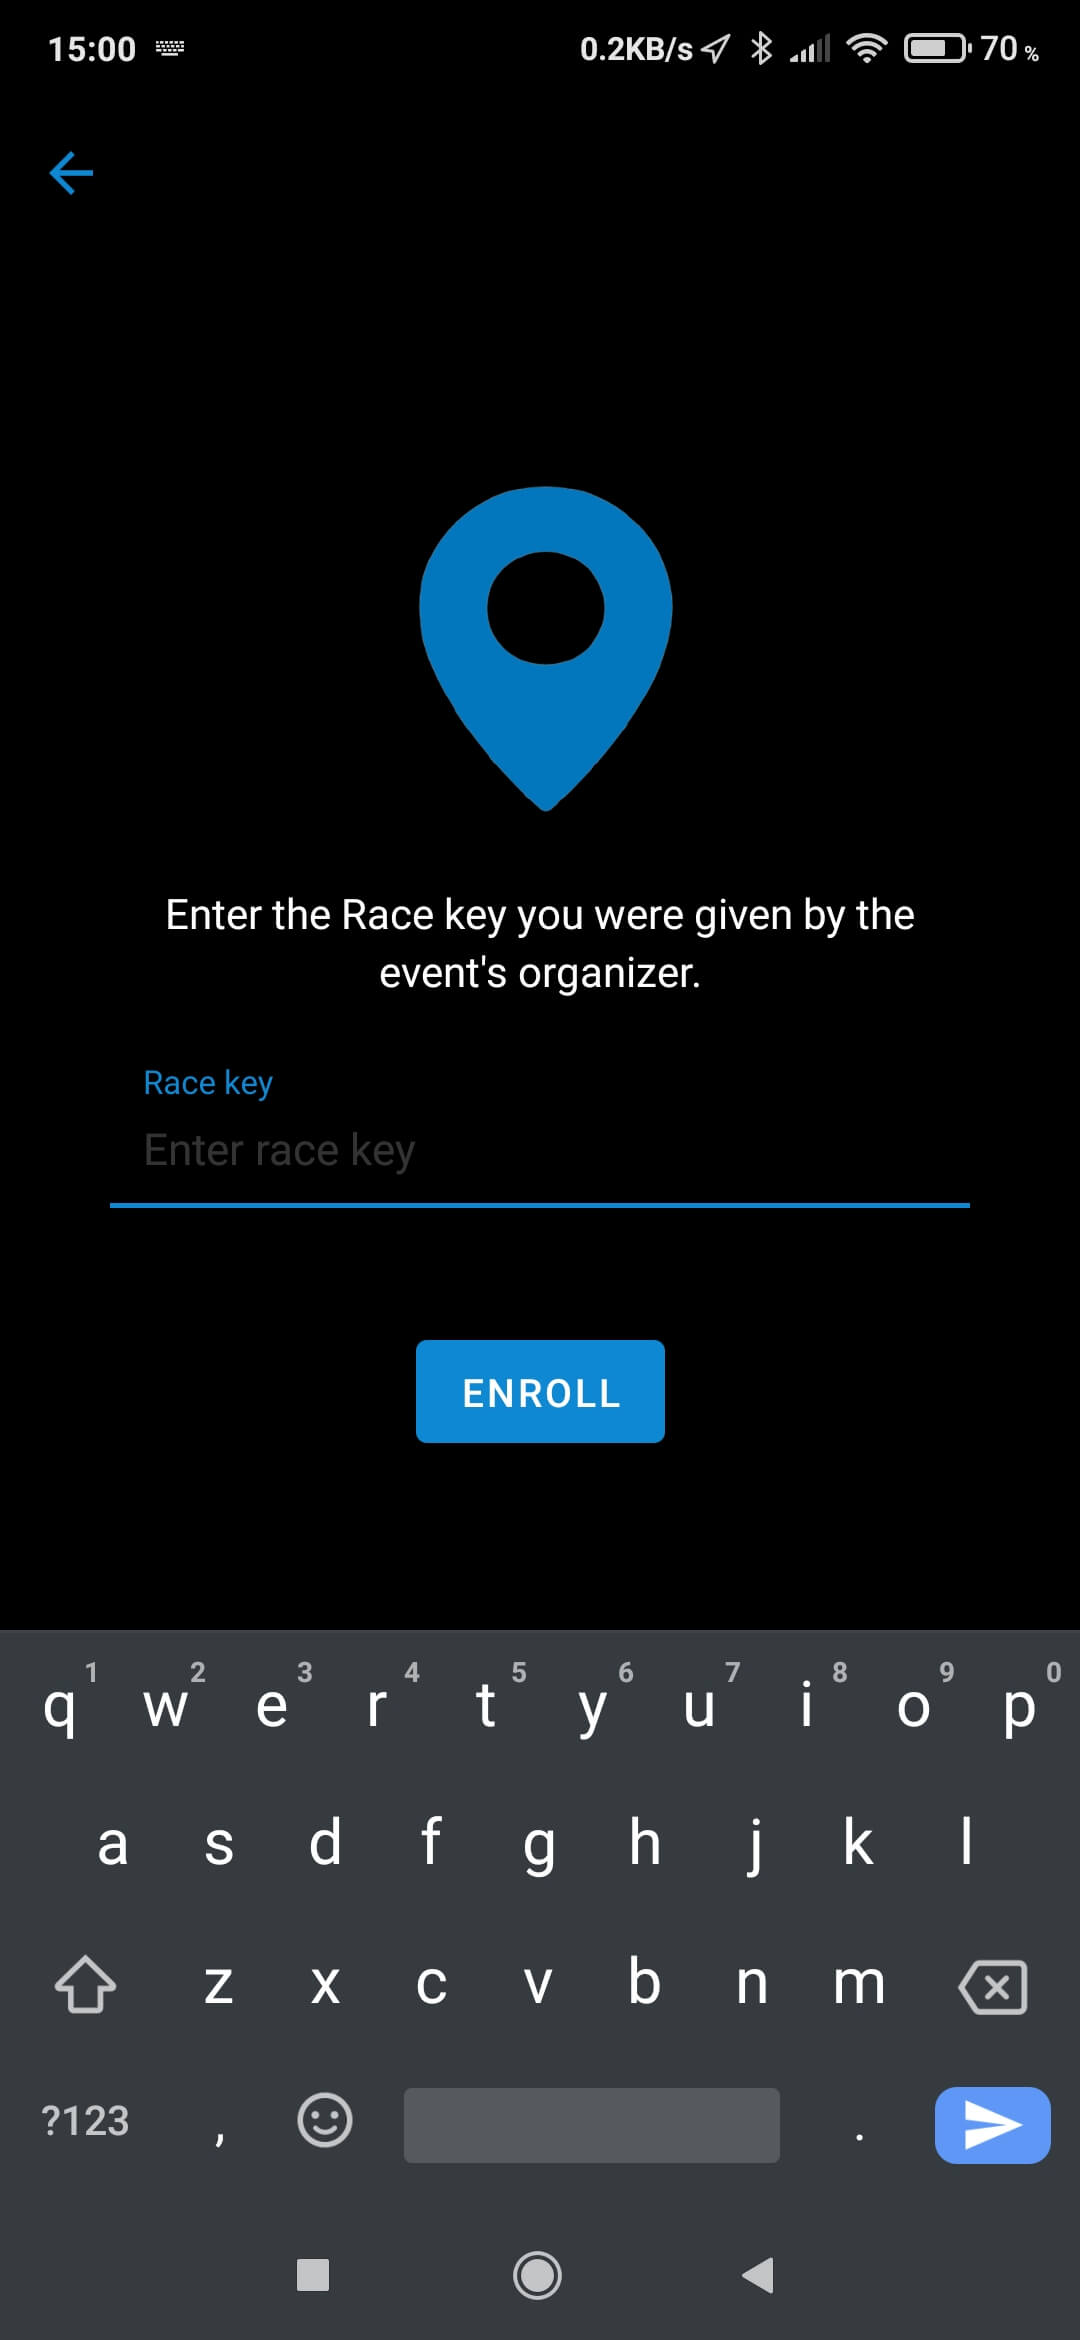 15:00 0.2KB/s 70 %
Enter the Race key you were given by the
event's organizer.
Race key
Enter race key
ENROLL
1 2 3 4 5 6 7 8 9 0
q w e r t y u i o p
a s d f g h j k l
z x c v b n m
?123 , .